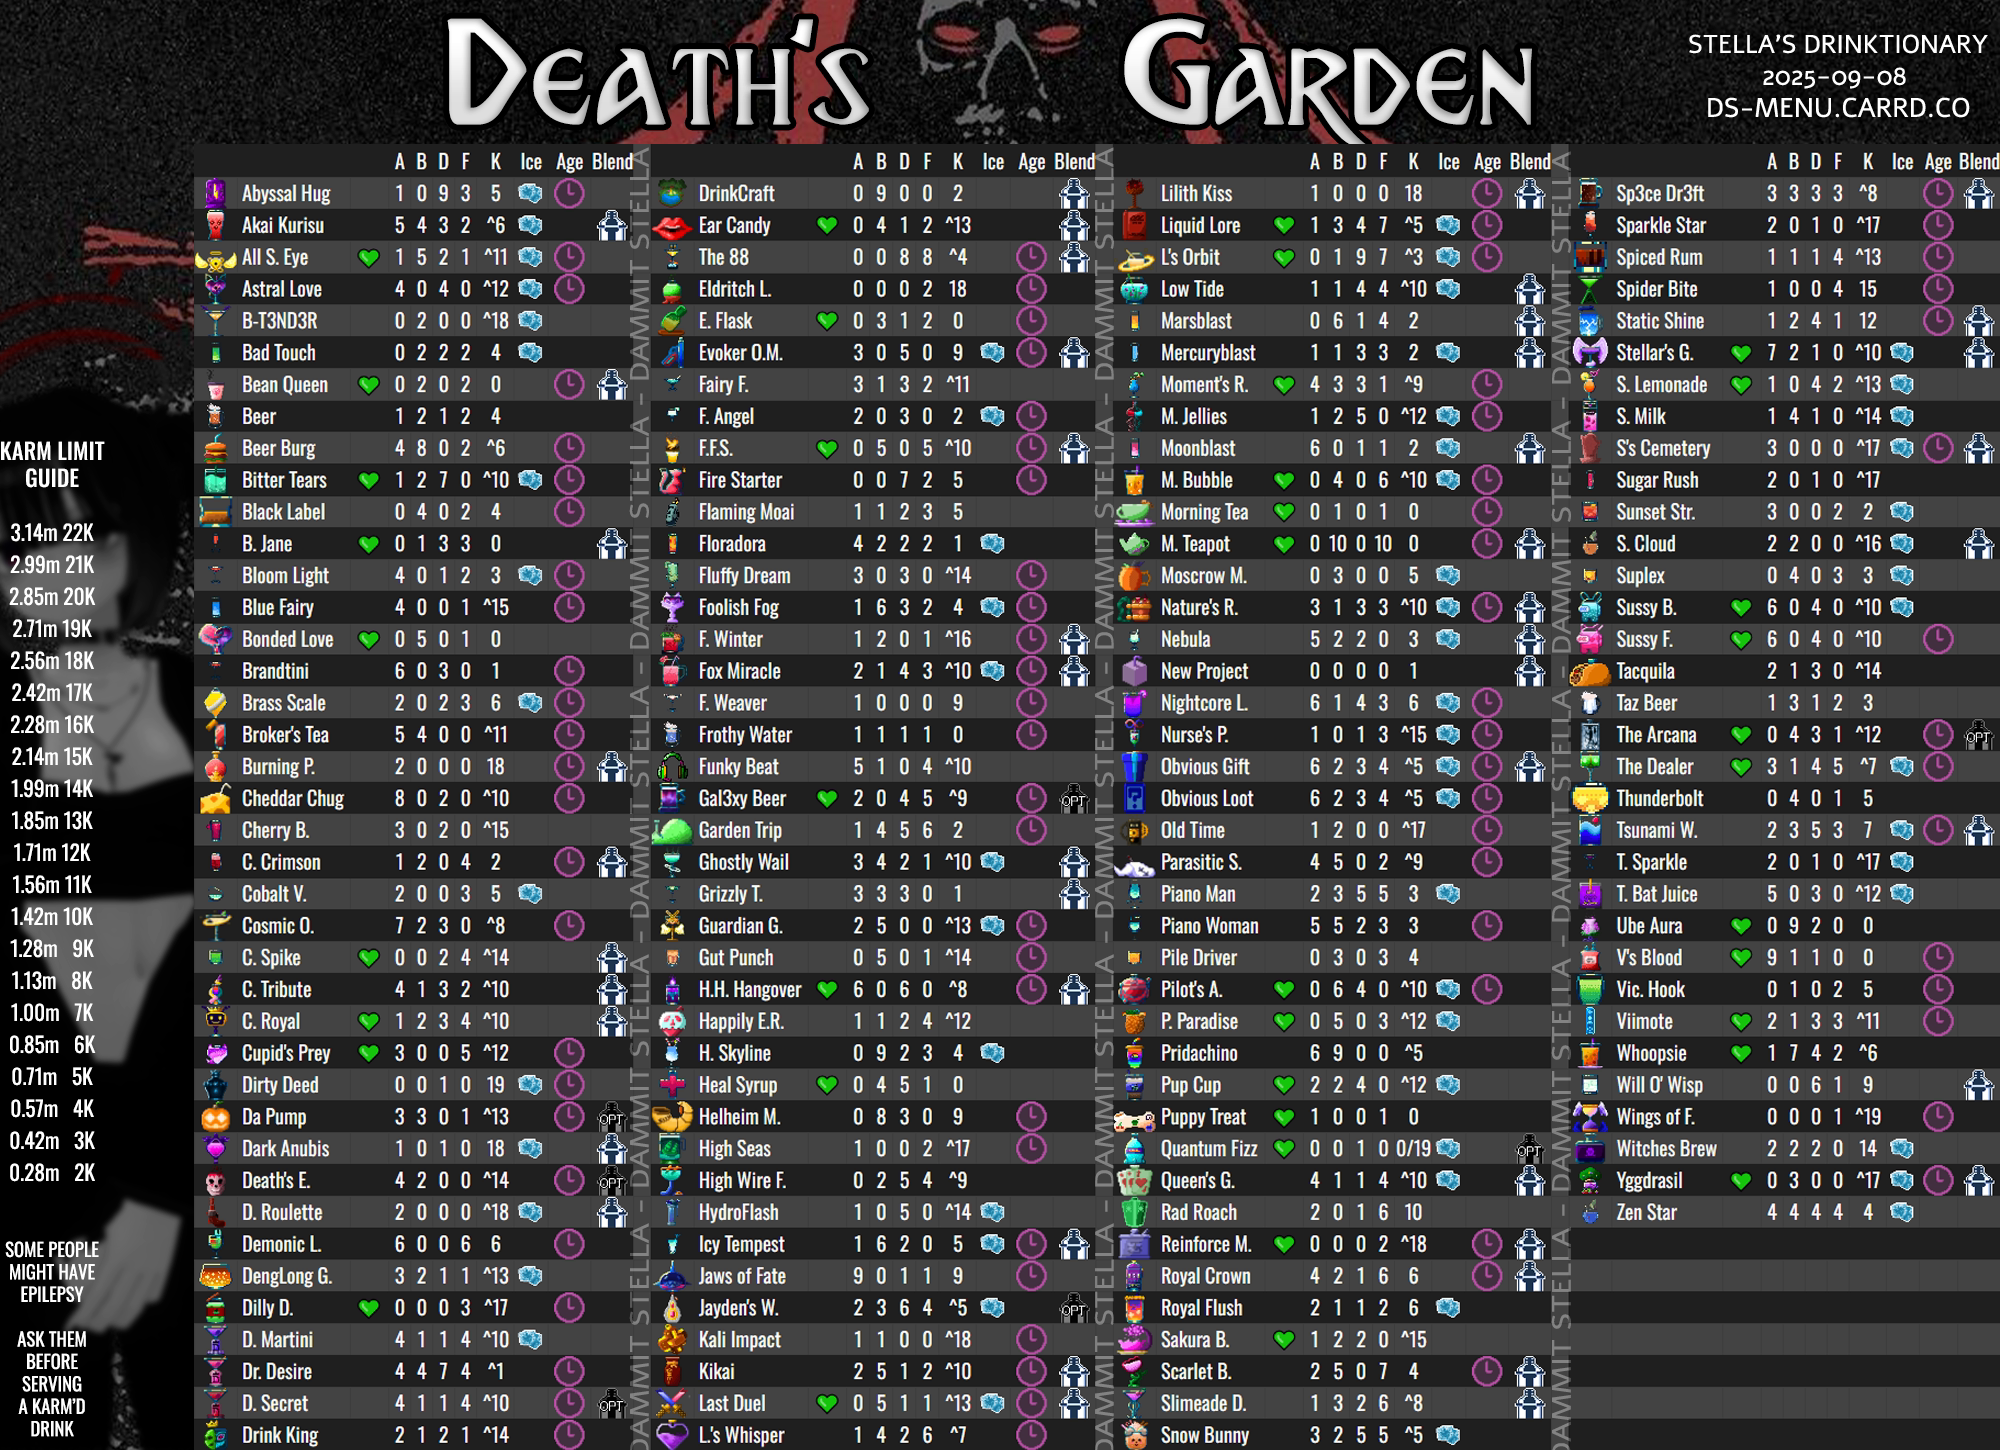 DEATH'S GARDEN
STELLA'S DRINKTIONARY
2025-09-08
DS-MENU.CARRD.CO
KARM LIMIT
GUIDE
3.14m 22K
2.99m 21K
2.85m 20K
2.71m 19K
2.56m 18K
2.42m 17K
2.28m 16K
2.14m 15K
1.99m 14K
1.85m 13K
1.71m 12K
1.56m 11K
1.42m 10K
1.28m 9K
1.13m 8K
1.00m 7K
0.85m 6K
0.71m 5K
0.57m 4K
0.42m 3K
0.28m 2K
SOME PEOPLE
MIGHT HAVE
EPILEPSY
ASK THEM
BEFORE
SERVING
A KARM'D
DRINK
A B D F K Ice Age Blend
Abyssal Hug 1 0 9 3 5
Akai Kurisu 5 4 3 2 ^6
All S. Eye 1 5 2 1 ^11
Astral Love 4 0 4 0 ^12
B-T3ND3R 0 2 0 0 ^18
Bad Touch 0 2 2 2 4
Bean Queen 0 2 0 2 0
Beer 1 2 1 2 4
Beer Burg 4 8 0 2 ^6
Bitter Tears 1 2 7 0 ^10
Black Label 0 4 0 2 4
B. Jane 0 1 3 3 0
Bloom Light 4 0 1 2 3
Blue Fairy 4 0 0 1 ^15
Bonded Love 0 5 0 1 0
Brandtini 6 0 3 0 1
Brass Scale 2 0 2 3 6
Broker's Tea 5 4 0 0 ^11
Burning P. 2 0 0 0 18
Cheddar Chug 8 0 2 0 ^10
Cherry B. 3 0 2 0 ^15
C. Crimson 1 2 0 4 2
Cobalt V. 2 0 0 3 5
Cosmic O. 7 2 3 0 ^8
C. Spike 0 0 2 4 ^14
C. Tribute 4 1 3 2 ^10
C. Royal 1 2 3 4 ^10
Cupid's Prey 3 0 0 5 ^12
Dirty Deed 0 0 1 0 19
Da Pump 3 3 0 1 ^13 OPT
Dark Anubis 1 0 1 0 18
Death's E. 4 2 0 0 ^14 OPT
D. Roulette 2 0 0 0 ^18
Demonic L. 6 0 0 6 6
DengLong G. 3 2 1 1 ^13
Dilly D. 0 0 0 3 ^17
D. Martini 4 1 1 4 ^10
Dr. Desire 4 4 7 4 ^1
D. Secret 4 1 1 4 ^10 OPT
Drink King 2 1 2 1 ^14
DAMMIT STELLA - DAMMIT STELLA - DAMMIT STELLA - DAMMIT STELLA
A B D F K Ice Age Blend
DrinkCraft 0 9 0 0 2
Ear Candy 0 4 1 2 ^13
The 88 0 0 8 8 ^4
Eldritch L. 0 0 0 2 18
E. Flask 0 3 1 2 0
Evoker O.M. 3 0 5 0 9
Fairy F. 3 1 3 2 ^11
F. Angel 2 0 3 0 2
F.F.S. 0 5 0 5 ^10
Fire Starter 0 0 7 2 5
Flaming Moai 1 1 2 3 5
Floradora 4 2 2 2 1
Fluffy Dream 3 0 3 0 ^14
Foolish Fog 1 6 3 2 4
F. Winter 1 2 0 1 ^16
Fox Miracle 2 1 4 3 ^10
F. Weaver 1 0 0 0 9
Frothy Water 1 1 1 1 0
Funky Beat 5 1 0 4 ^10
Gal3xy Beer 2 0 4 5 ^9 OPT
Garden Trip 1 4 5 6 2
Ghostly Wail 3 4 2 1 ^10
Grizzly T. 3 3 3 0 1
Guardian G. 2 5 0 0 ^13
Gut Punch 0 5 0 1 ^14
H.H. Hangover 6 0 6 0 ^8
Happily E.R. 1 1 2 4 ^12
H. Skyline 0 9 2 3 4
Heal Syrup 0 4 5 1 0
Helheim M. 0 8 3 0 9
High Seas 1 0 0 2 ^17
High Wire F. 0 2 5 4 ^9
HydroFlash 1 0 5 0 ^14
Icy Tempest 1 6 2 0 5
Jaws of Fate 9 0 1 1 9
Jayden's W. 2 3 6 4 ^5 OPT
Kali Impact 1 1 0 0 ^18
Kikai 2 5 1 2 ^10
Last Duel 0 5 1 1 ^13
L.'s Whisper 1 4 2 6 ^7
DAMMIT STELLA - DAMMIT STELLA - DAMMIT STELLA - DAMMIT STELLA
A B D F K Ice Age Blend
Lilith Kiss 1 0 0 0 18
Liquid Lore 1 3 4 7 ^5
L's Orbit 0 1 9 7 ^3
Low Tide 1 1 4 4 ^10
Marsblast 0 6 1 4 2
Mercuryblast 1 1 3 3 2
Moment's R. 4 3 3 1 ^9
M. Jellies 1 2 5 0 ^12
Moonblast 6 0 1 1 2
M. Bubble 0 4 0 6 ^10
Morning Tea 0 1 0 1 0
M. Teapot 0 10 0 10 0
Moscrow M. 0 3 0 0 5
Nature's R. 3 1 3 3 ^10
Nebula 5 2 2 0 3
New Project 0 0 0 0 1
Nightcore L. 6 1 4 3 6
Nurse's P. 1 0 1 3 ^15
Obvious Gift 6 2 3 4 ^5
Obvious Loot 6 2 3 4 ^5
Old Time 1 2 0 0 ^17
Parasitic S. 4 5 0 2 ^9
Piano Man 2 3 5 5 3
Piano Woman 5 5 2 3 3
Pile Driver 0 3 0 3 4
Pilot's A. 0 6 4 0 ^10
P. Paradise 0 5 0 3 ^12
Pridachino 6 9 0 0 ^5
Pup Cup 2 2 4 0 ^12
Puppy Treat 1 0 0 1 0
Quantum Fizz 0 0 1 0 0/19 OPT
Queen's G. 4 1 1 4 ^10
Rad Roach 2 0 1 6 10
Reinforce M. 0 0 0 2 ^18
Royal Crown 4 2 1 6 6
Royal Flush 2 1 1 2 6
Sakura B. 1 2 2 0 ^15
Scarlet B. 2 5 0 7 4
Slimeade D. 1 3 2 6 ^8
Snow Bunny 3 2 5 5 ^5
DAMMIT STELLA - DAMMIT STELLA - DAMMIT STELLA - DAMMIT STELLA
A B D F K Ice Age Blend
Sp3ce Dr3ft 3 3 3 3 ^8
Sparkle Star 2 0 1 0 ^17
Spiced Rum 1 1 1 4 ^13
Spider Bite 1 0 0 4 15
Static Shine 1 2 4 1 12
Stellar's G. 7 2 1 0 ^10
S. Lemonade 1 0 4 2 ^13
S. Milk 1 4 1 0 ^14
S's Cemetery 3 0 0 0 ^17
Sugar Rush 2 0 1 0 ^17
Sunset Str. 3 0 0 2 2
S. Cloud 2 2 0 0 ^16
Suplex 0 4 0 3 3
Sussy B. 6 0 4 0 ^10
Sussy F. 6 0 4 0 ^10
Tacquila 2 1 3 0 ^14
Taz Beer 1 3 1 2 3
The Arcana 0 4 3 1 ^12 OPT
The Dealer 3 1 4 5 ^7
Thunderbolt 0 4 0 1 5
Tsunami W. 2 3 5 3 7
T. Sparkle 2 0 1 0 ^17
T. Bat Juice 5 0 3 0 ^12
Ube Aura 0 9 2 0 0
V's Blood 9 1 1 0 0
Vic. Hook 0 1 0 2 5
Viimote 2 1 3 3 ^11
Whoopsie 1 7 4 2 ^6
Will O' Wisp 0 0 6 1 9
Wings of F. 0 0 0 1 ^19
Witches Brew 2 2 2 0 14
Yggdrasil 0 3 0 0 ^17
Zen Star 4 4 4 4 4